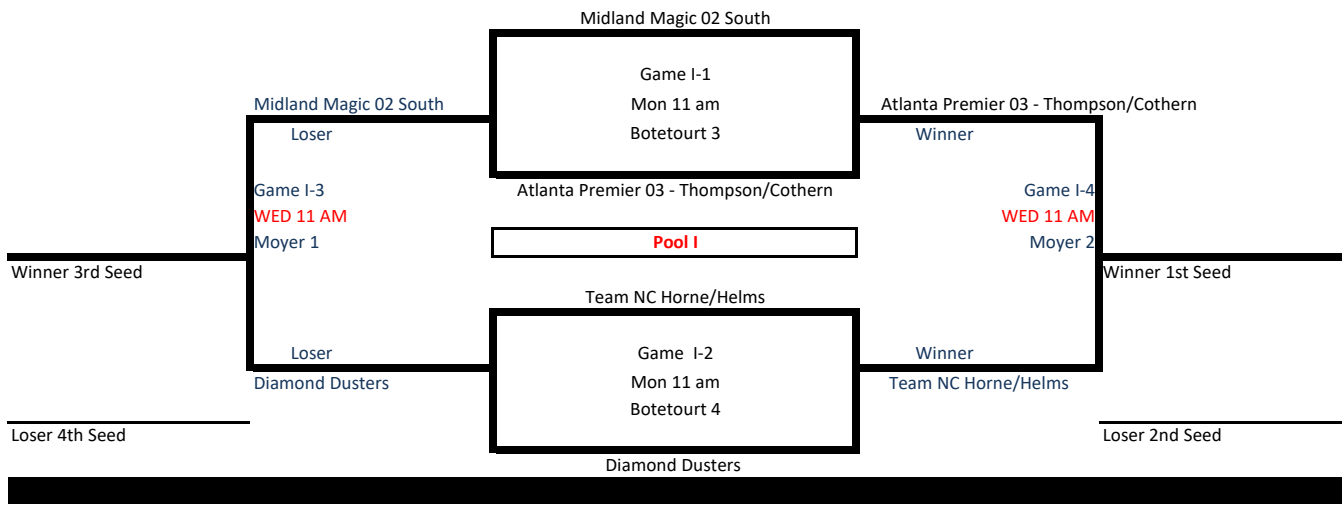 Midland Magic 02 South
Game I-1
Midland Magic 02 South
Mon 11 am
Atlanta Premier 03 - Thompson/Cothern
Loser
Botetourt 3
Winner
Game I-3
Atlanta Premier 03 - Thompson/Cothern
Game I-4
WED 11 AM
WED 11 AM
Moyer 1
Pool I
Moyer 2
Winner 3rd Seed
Winner 1st Seed
Team NC Horne/Helms
Loser
Game I-2
Winner
Diamond Dusters
Mon 11 am
Team NC Horne/Helms
Botetourt 4
Loser 4th Seed
Loser 2nd Seed
Diamond Dusters